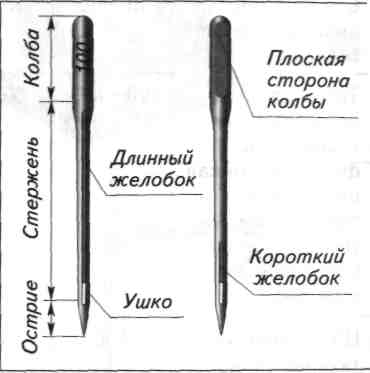 Колба
100
Плоская
сторона
колбы
Стержень
Длинный
желобок
Короткий
желобок
Ушко
Острие